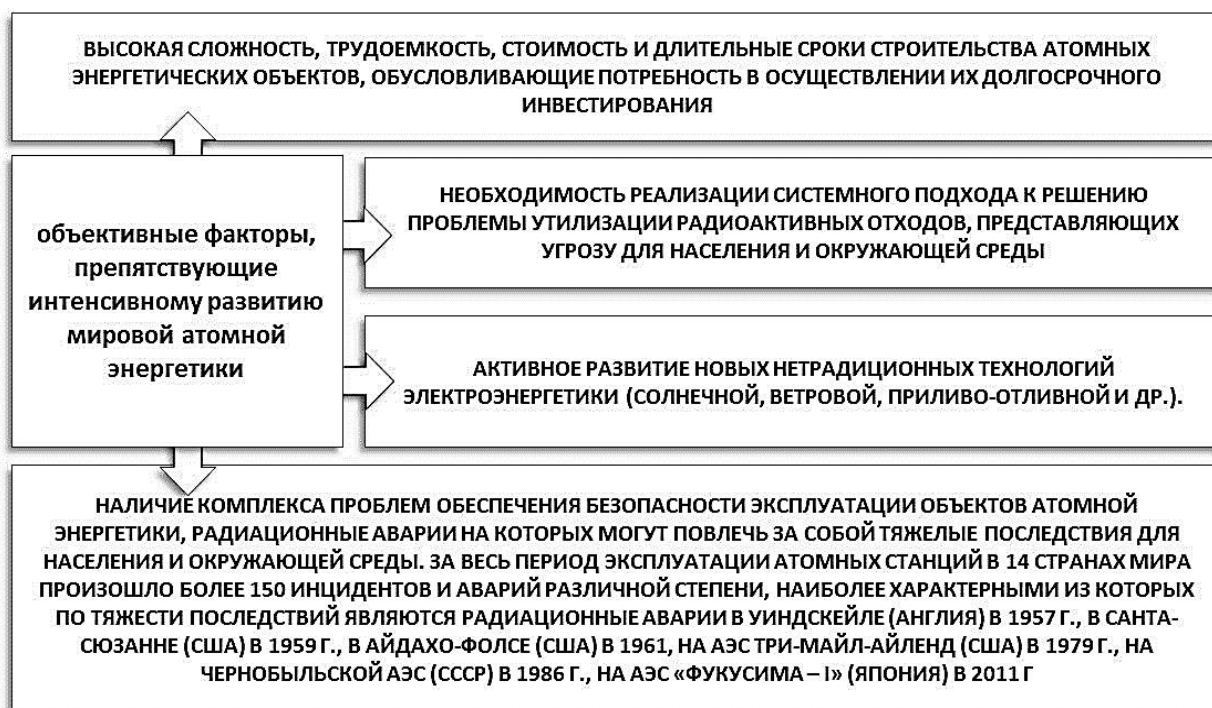 ВЫСОКАЯ СЛОЖНОСТЬ, ТРУДОЕМКОСТЬ, СТОИМОСТЬ И ДЛИТЕЛЬНЫЕ СРОКИ СТРОИТЕЛЬСТВА АТОМНЫХ
ЭНЕРГЕТИЧЕСКИХ ОБЪЕКТОВ, ОБУСЛОВЛИВАЮЩИЕ ПОТРЕБНОСТЬ В ОСУЩЕСТВЛЕНИИ ИХ ДОЛГОСРОЧНОГО
ИНВЕСТИРОВАНИЯ
объективные факторы,
препятствующие
интенсивному развитию
мировой атомной
энергетики
НЕОБХОДИМОСТЬ РЕАЛИЗАЦИИ СИСТЕМНОГО ПОДХОДА К РЕШЕНИЮ
ПРОБЛЕМЫ УТИЛИЗАЦИИ РАДИОАКТИВНЫХ ОТХОДОВ, ПРЕДСТАВЛЯЮЩИХ
УГРОЗУ ДЛЯ НАСЕЛЕНИЯ И ОКРУЖАЮЩЕЙ СРЕДЫ
АКТИВНОЕ РАЗВИТИЕ НОВЫХ НЕТРАДИЦИОННЫХ ТЕХНОЛОГИЙ
ЭЛЕКТРОЭНЕРГЕТИКИ (СОЛНЕЧНОЙ, ВЕТРОВОЙ, ПРИЛИВО-ОТЛИВНОЙ И ДР.).
НАЛИЧИЕ КОМПЛЕКСА ПРОБЛЕМ ОБЕСПЕЧЕНИЯ БЕЗОПАСНОСТИ ЭКСПЛУАТАЦИИ ОБЪЕКТОВ АТОМНОЙ
ЭНЕРГЕТИКИ, РАДИАЦИОННЫЕ АВАРИИ НА КОТОРЫХ МОГУТ ПОВЛЕЧЬ ЗА СОБОЙ ТЯЖЕЛЫЕ ПОСЛЕДСТВИЯ ДЛЯ
НАСЕЛЕНИЯ И ОКРУЖАЮЩЕЙ СРЕДЫ. ЗА ВЕСЬ ПЕРИОД ЭКСПЛУАТАЦИИ АТОМНЫХ СТАНЦИЙ В 14 СТРАНАХ МИРА
ПРОИЗОШЛО БОЛЕЕ 150 ИНЦИДЕНТОВ И АВАРИЙ РАЗЛИЧНОЙ СТЕПЕНИ, НАИБОЛЕЕ ХАРАКТЕРНЫМИ ИЗ КОТОРЫХ
ПО ТЯЖЕСТИ ПОСЛЕДСТВИЙ ЯВЛЯЮТСЯ РАДИАЦИОННЫЕ АВАРИИ В УИНДСКЕЙЛЕ (АНГЛИЯ) В 1957 Г., В САНТА-
СЮЗАННЕ (США) В 1959 Г., В АЙДАХО-ФОЛСЕ (США) В 1961, НА АЭС ТРИ-МАЙЛ-АЙЛЕНД (США) В 1979 Г., НА
ЧЕРНОБЫЛЬСКОЙ АЭС (СССР) В 1986 Г., НА АЭС «ФУКУСИМА – I» (ЯПОНИЯ) В 2011 Г